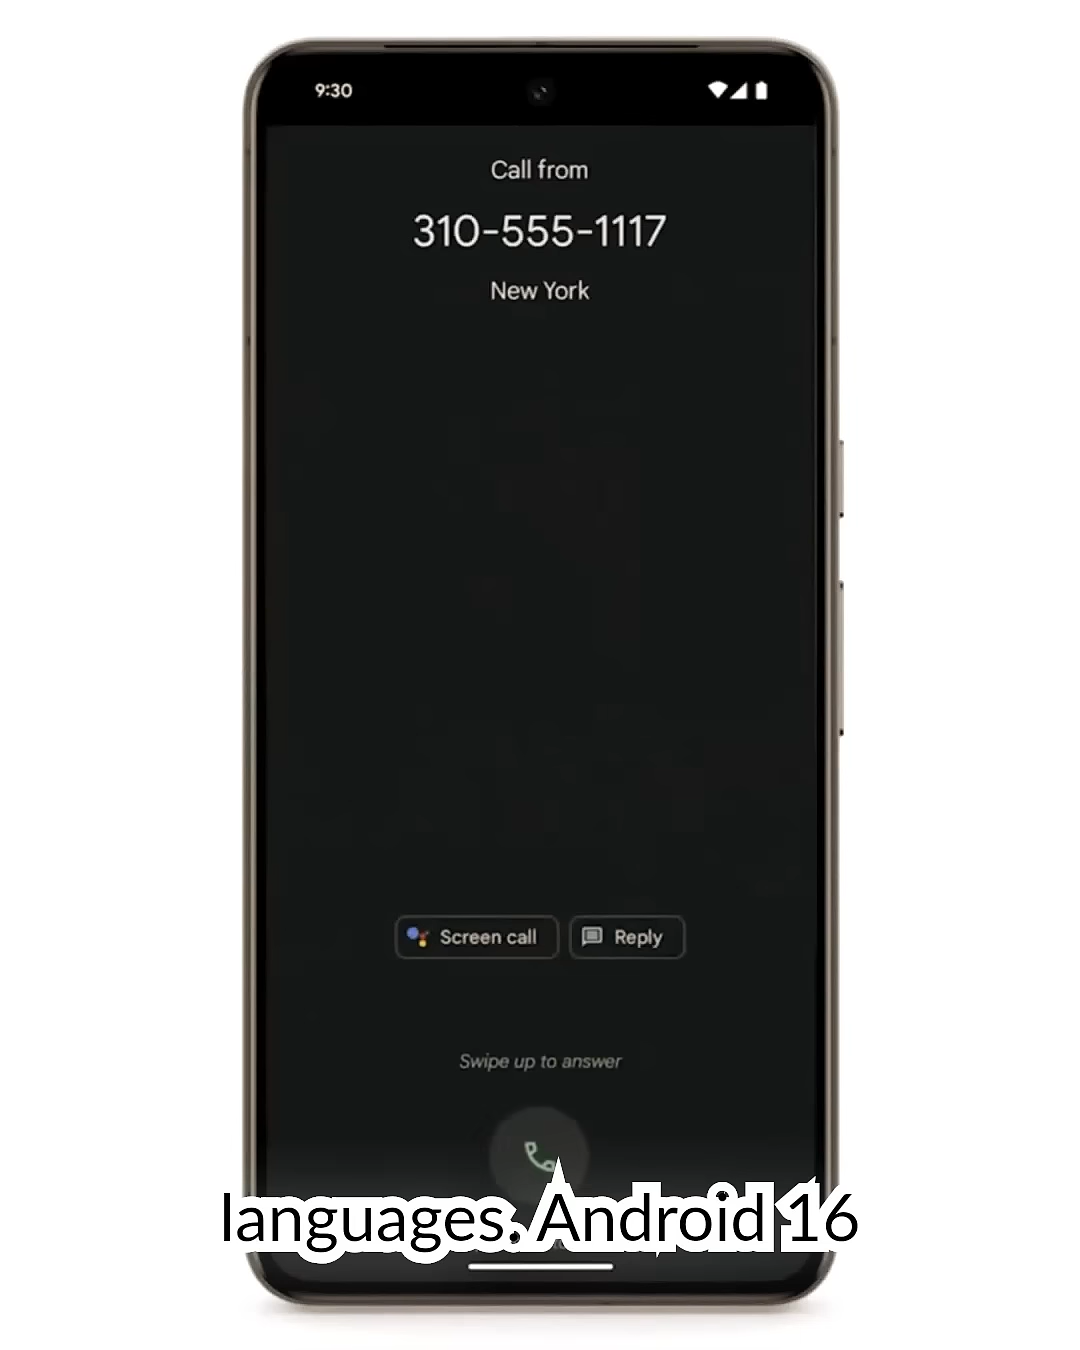 9:30
Call from
310-555-1117
New York
Screen call
Reply
Swipe up to answer
languages. Android 16